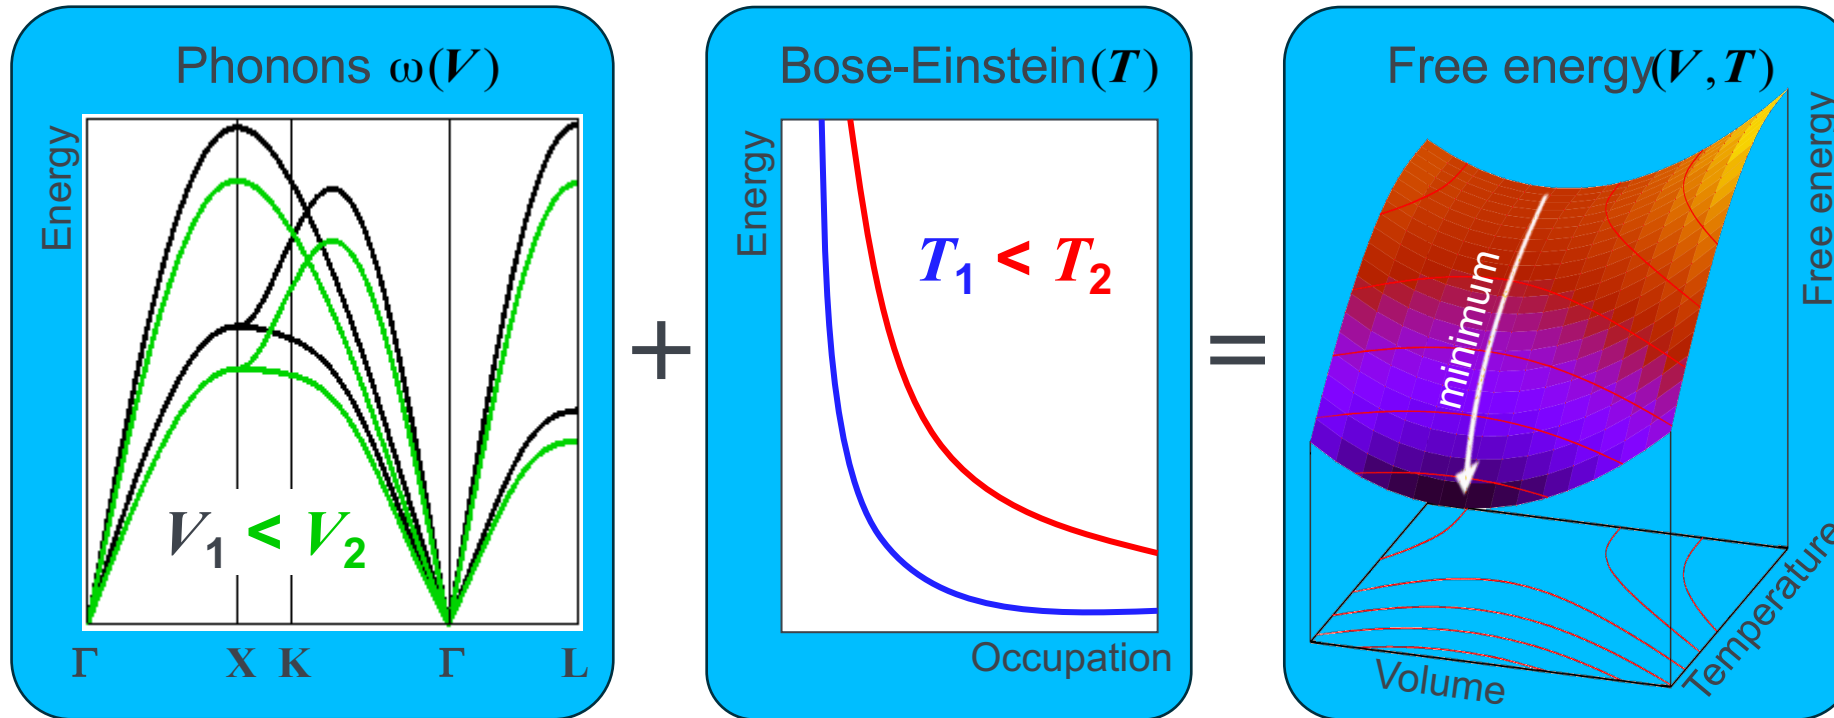 Phonons ω(V)
Energy
V₁ < V₂
Γ X K Γ L
+
Bose-Einstein(T)
Energy
T₁ < T₂
Occupation
=
Free energy(V,T)
Free energy
minimum
Volume
Temperature